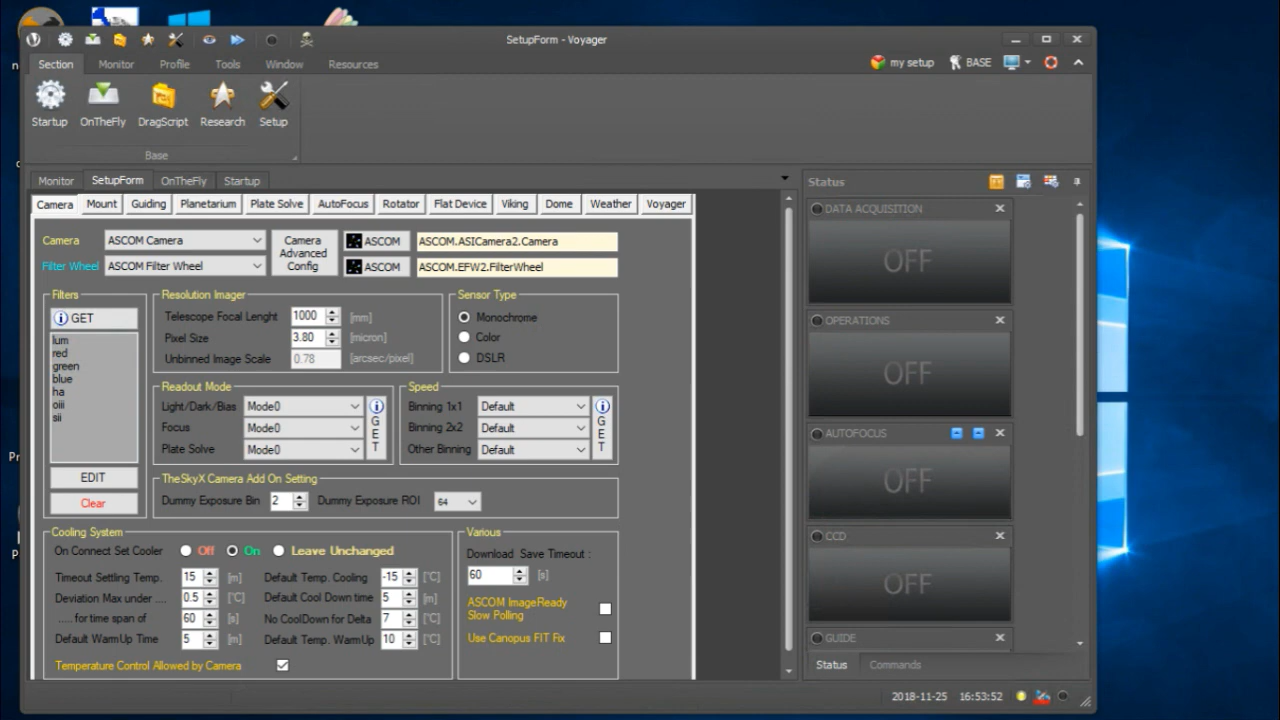 SetupForm - Voyager
Section Monitor Profile Tools Window Resources
my setup BASE
Startup OnTheFly DragScript Research Setup
Base
Monitor SetupForm OnTheFly Startup
Camera Mount Guiding Planetarium Plate Solve AutoFocus Rotator Flat Device Viking Dome Weather Voyager
Camera ASCOM Camera
Camera Advanced Config
ASCOM ASCOM.ASICamera2.Camera
Filter Wheel ASCOM Filter Wheel
ASCOM ASCOM.EFW2.FilterWheel
Filters
GET
lum
red
green
blue
ha
oiii
sii
EDIT
Clear
Resolution Imager
Telescope Focal Lenght 1000 [mm]
Pixel Size 3.80 [micron]
Unbinned Image Scale 0.78 [arcsec/pixel]
Sensor Type
Monochrome
Color
DSLR
Readout Mode
Light/Dark/Bias Mode0
Focus Mode0
Plate Solve Mode0
G
E
T
Speed
Binning 1x1 Default
Binning 2x2 Default
Other Binning Default
G
E
T
TheSkyX Camera Add On Setting
Dummy Exposure Bin 2 Dummy Exposure ROI 64
Cooling System
On Connect Set Cooler Off On Leave Unchanged
Timeout Settling Temp. 15 [m] Default Temp. Cooling -15 [°C]
Deviation Max under .... 0.5 [°C] Default Cool Down time 5 [m]
..... for time span of 60 [s] No CoolDown for Delta 7 [°C]
Default WarmUp Time 5 [m] Default Temp. WarmUp 10 [°C]
Temperature Control Allowed by Camera
Various
Download Save Timeout :
60 [s]
ASCOM ImageReady
Slow Polling
Use Canopus FIT Fix
Status
DATA ACQUISITION
OFF
OPERATIONS
OFF
AUTOFOCUS
OFF
CCD
OFF
GUIDE
Status Commands
2018-11-25 16:53:52